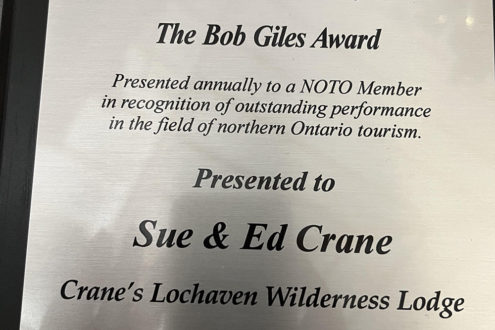 The Bob Giles Award
Presented annually to a NOTO Member
in recognition of outstanding performance
in the field of northern Ontario tourism.
Presented to
Sue & Ed Crane
Crane's Lochaven Wilderness Lodge